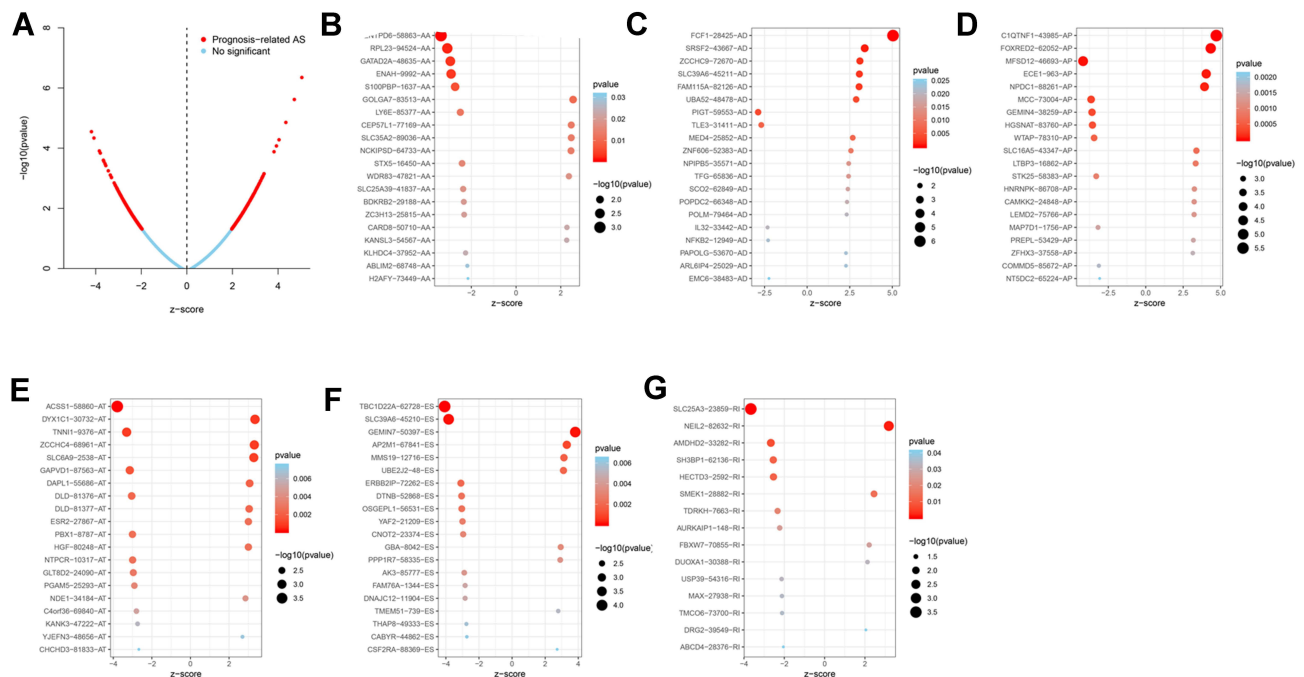 A
8
6
4
2
0
−log10(pvalue)
Prognosis−related AS
No significant
−4
−2
0
2
4
z−score
B
RPL23−94524−AA
GATAD2A−48635−AA
ENAH−9992−AA
S100PBP−1637−AA
GOLGA7−83513−AA
LY6E−85377−AA
CEP57L1−77169−AA
SLC35A2−89036−AA
NCKIPSD−64733−AA
STX5−16450−AA
WDR83−47821−AA
SLC25A39−41837−AA
BDKRB2−29188−AA
ZC3H13−25815−AA
CARD8−50710−AA
KANSL3−54567−AA
KLHDC4−37952−AA
ABLIM2−68748−AA
H2AFY−73449−AA
−2
0
2
z−score
pvalue
0.03
0.02
0.01
−log10(pvalue)
2.0
2.5
3.0
C
FCF1−28425−AD
SRSF2−43667−AD
ZCCHC9−72670−AD
SLC39A6−45211−AD
FAM115A−82126−AD
UBA52−48478−AD
PIGT−59553−AD
TLE3−31411−AD
MED4−25852−AD
ZNF606−52383−AD
NPIPB5−35571−AD
TFG−65836−AD
SCO2−62849−AD
POPDC2−66348−AD
POLM−79464−AD
IL32−33442−AD
NFKB2−12949−AD
PAPOLG−53670−AD
ARL6IP4−25029−AD
EMC6−38483−AD
−2.5
0.0
2.5
5.0
z−score
pvalue
0.025
0.020
0.015
0.010
0.005
−log10(pvalue)
2
3
4
5
6
D
C1QTNF1−43985−AP
FOXRED2−62052−AP
MFSD12−46693−AP
ECE1−963−AP
NPDC1−88261−AP
MCC−73004−AP
GEMIN4−38259−AP
HGSNAT−83760−AP
WTAP−78310−AP
SLC16A5−43347−AP
LTBP3−16862−AP
STK25−58383−AP
HNRNPK−86708−AP
CAMKK2−24848−AP
LEMD2−75766−AP
MAP7D1−1756−AP
PREPL−53429−AP
ZFHX3−37558−AP
COMMD5−85672−AP
NT5DC2−65224−AP
−2.5
0.0
2.5
5.0
z−score
pvalue
0.0020
0.0015
0.0010
0.0005
−log10(pvalue)
3.0
3.5
4.0
4.5
5.0
5.5
E
ACSS1−58860−AT
DYX1C1−30732−AT
TNNI1−9376−AT
ZCCHC4−68961−AT
SLC6A9−2538−AT
GAPVD1−87563−AT
DAPL1−55686−AT
DLD−81376−AT
DLD−81377−AT
ESR2−27867−AT
PBX1−8787−AT
HGF−80248−AT
NTPCR−10317−AT
GLT8D2−24090−AT
PGAM5−25293−AT
NDE1−34184−AT
C4orf36−69840−AT
KANK3−47222−AT
YJEFN3−48656−AT
CHCHD3−81833−AT
−4
−2
0
2
z−score
pvalue
0.006
0.004
0.002
−log10(pvalue)
2.5
3.0
3.5
F
TBC1D22A−62728−ES
SLC39A6−45210−ES
GEMIN7−50397−ES
AP2M1−67841−ES
MMS19−12716−ES
UBE2J2−48−ES
ERBB2IP−72262−ES
DTNB−52868−ES
OSGEPL1−56531−ES
YAF2−21209−ES
CNOT2−23374−ES
GBA−8042−ES
PPP1R7−58335−ES
AK3−85777−ES
FAM76A−1344−ES
DNAJC12−11904−ES
TMEM51−739−ES
THAP8−49333−ES
CABYR−44862−ES
CSF2RA−88369−ES
−4
−2
0
2
4
z−score
pvalue
0.006
0.004
0.002
−log10(pvalue)
2.5
3.0
3.5
4.0
G
SLC25A3−23859−RI
NEIL2−82632−RI
AMDHD2−33282−RI
SH3BP1−62136−RI
HECTD3−2592−RI
SMEK1−28882−RI
TDRKH−7663−RI
AURKAIP1−148−RI
FBXW7−70855−RI
DUOXA1−30388−RI
USP39−54316−RI
MAX−27938−RI
TMCO6−73700−RI
DRG2−39549−RI
ABCD4−28376−RI
−4
−2
0
2
z−score
pvalue
0.04
0.03
0.02
0.01
−log10(pvalue)
1.5
2.0
2.5
3.0
3.5